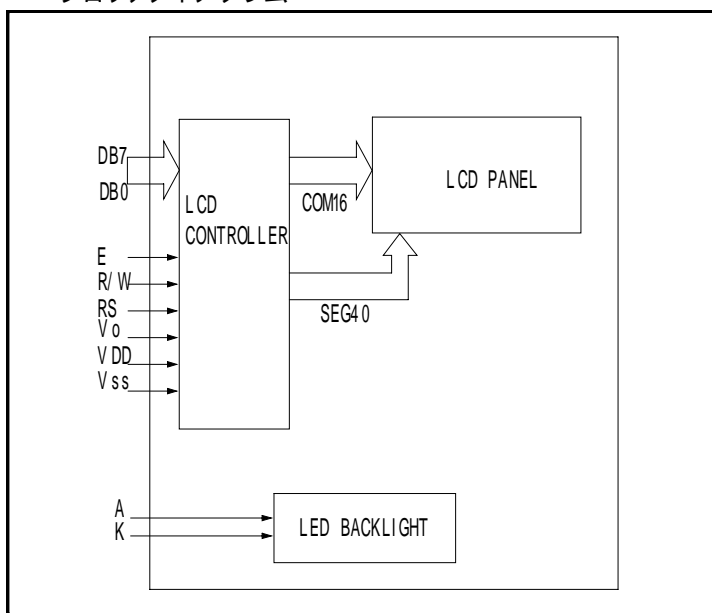 DB7
DB0
E
R/W
RS
Vo
VDD
Vss
LCD
CONTROLLER
COM16
SEG40
LCD PANEL
A
K
LED BACKLIGHT